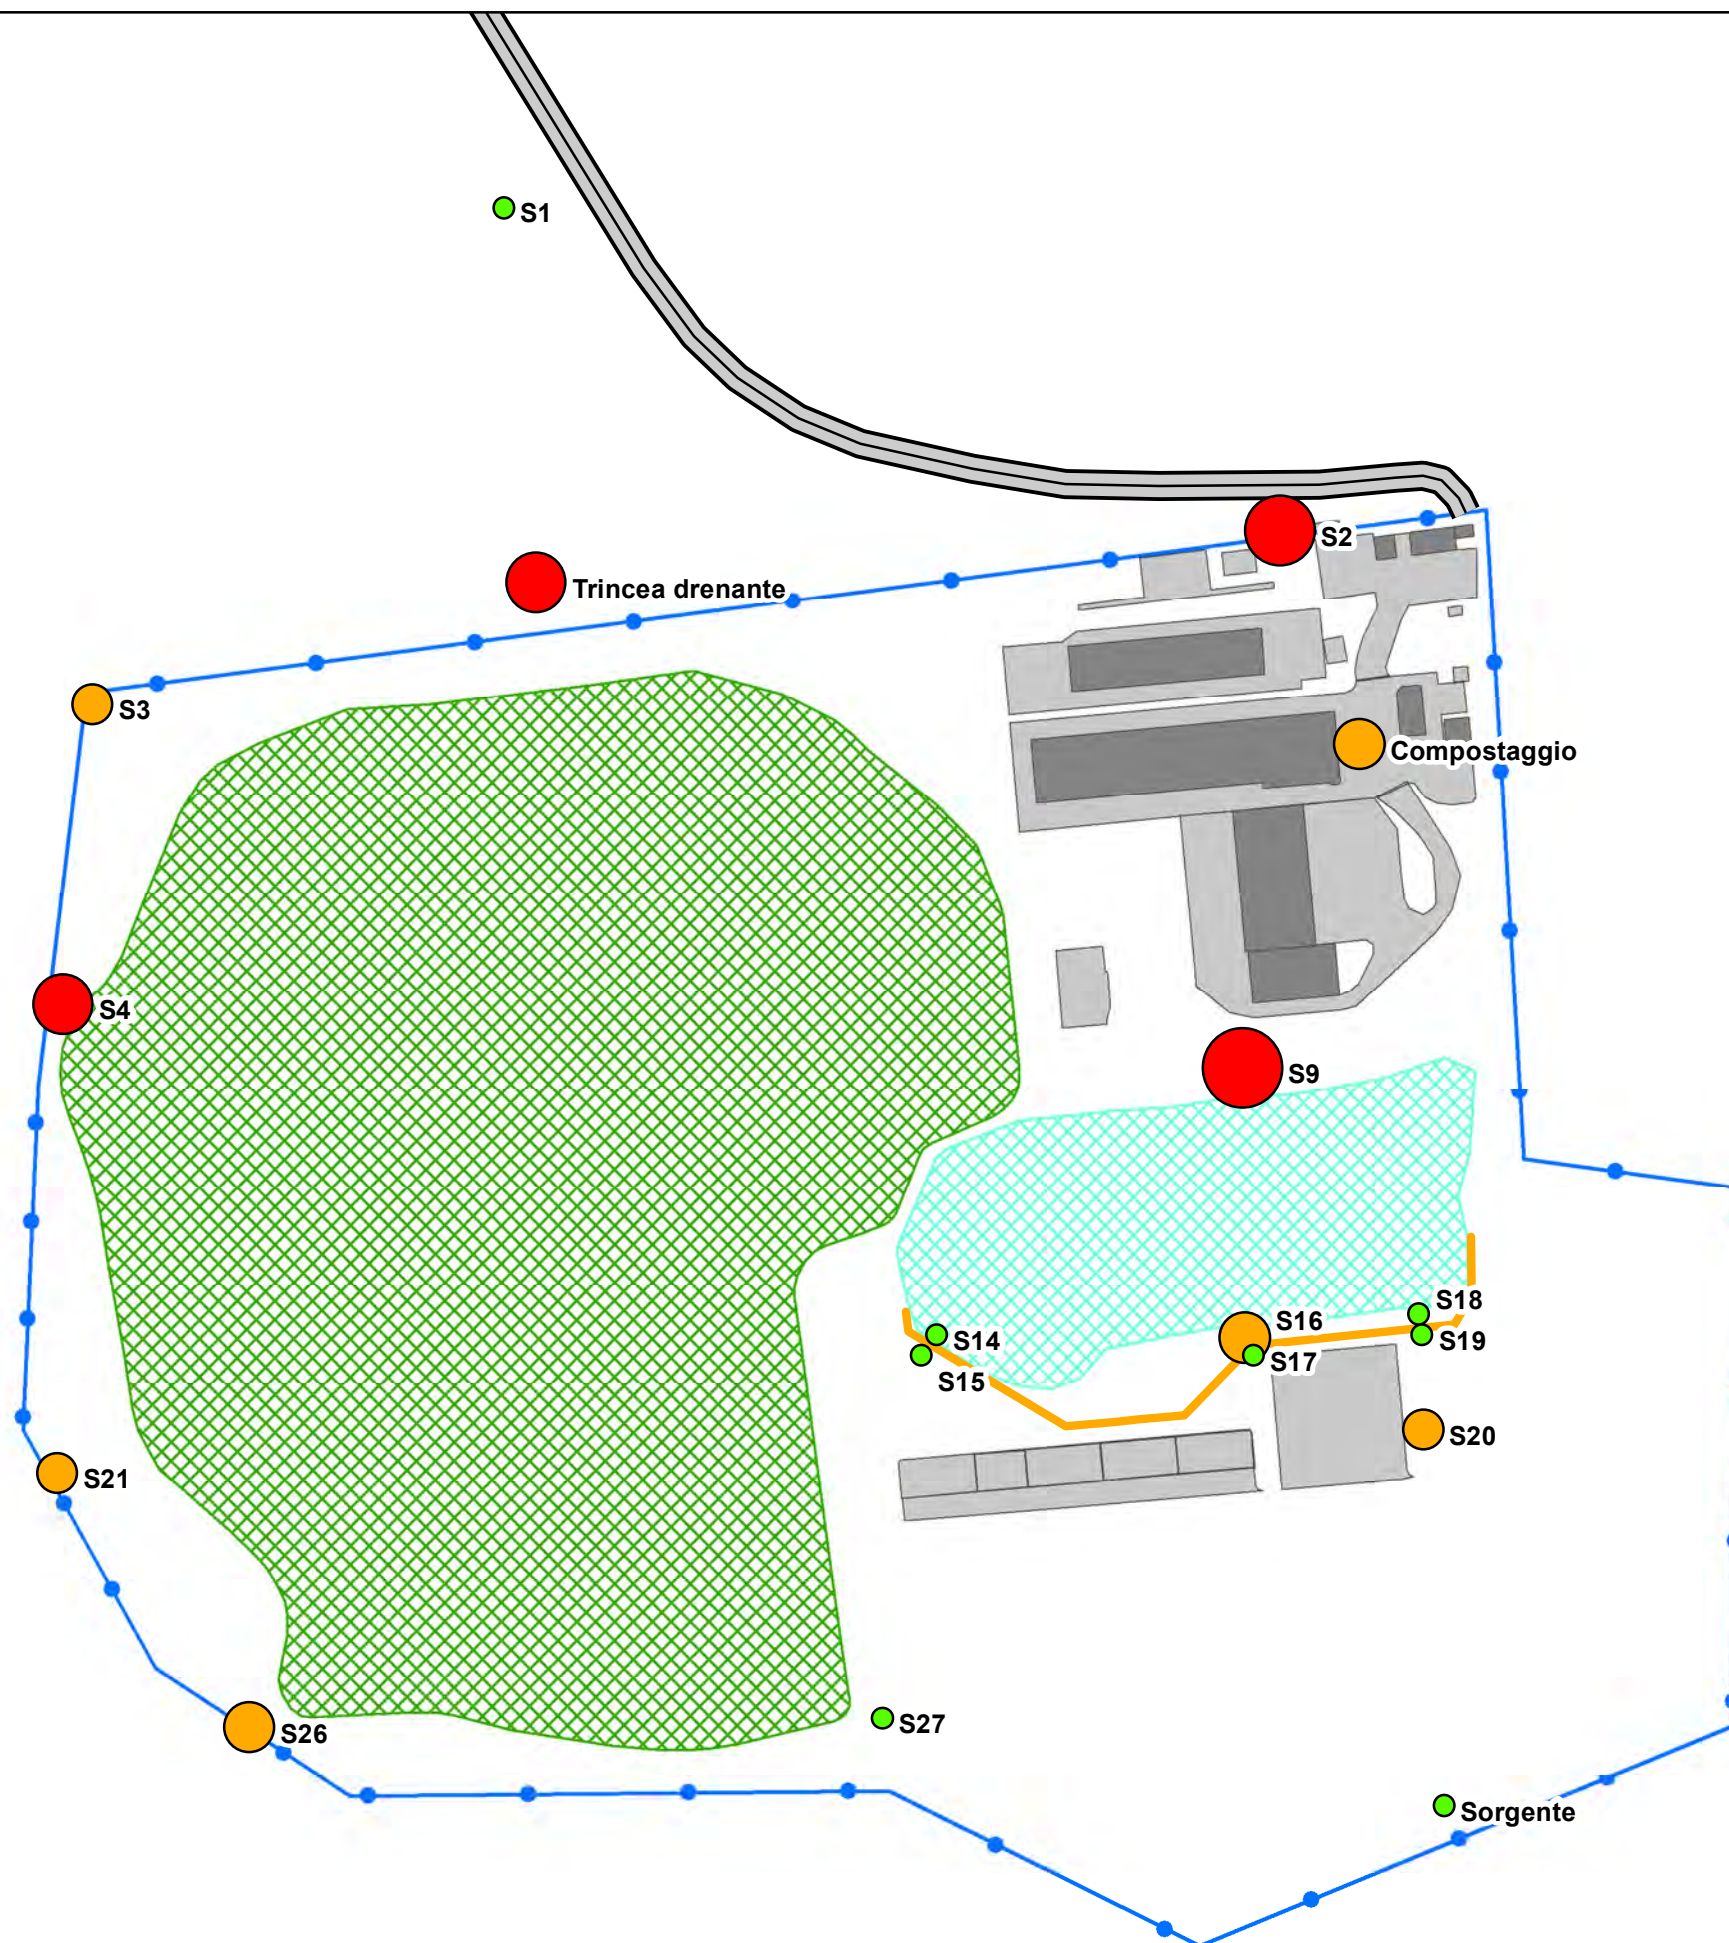 S1
S2
Trincea drenante
S3
Compostaggio
S4
S9
S18
S16
S14
S19
S17
S15
S20
S21
S27
S26
Sorgente